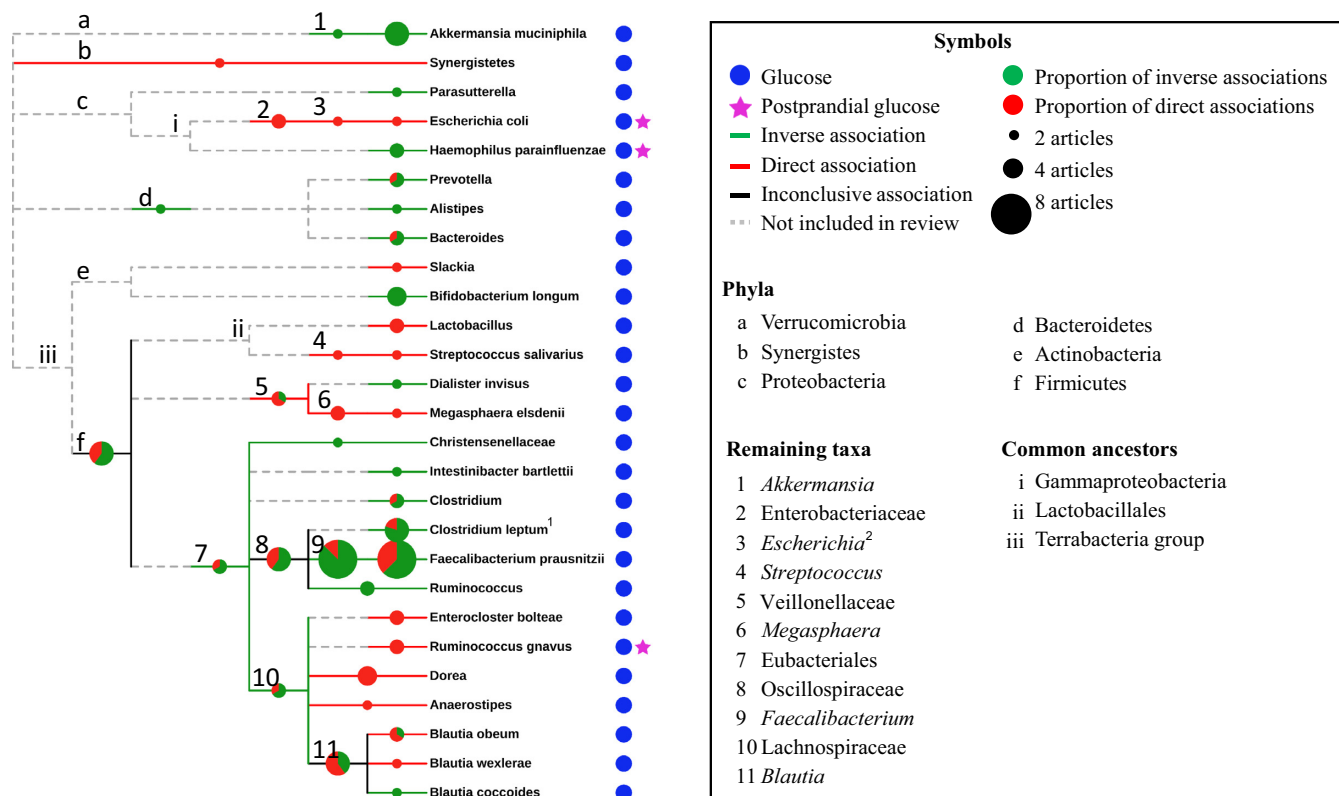 a
1
Akkermansia muciniphila
b
Synergistetes
c
Parasutterella
i
2
3
Escherichia coli
Haemophilus parainfluenzae
d
Prevotella
Alistipes
Bacteroides
e
Slackia
Bifidobacterium longum
iii
ii
Lactobacillus
4
Streptococcus salivarius
5
Dialister invisus
6
Megasphaera elsdenii
f
Christensenellaceae
Intestinibacter bartlettii
Clostridium
7
8
9
Clostridium leptum1
Faecalibacterium prausnitzii
Ruminococcus
Enterocloster bolteae
Ruminococcus gnavus
10
Dorea
Anaerostipes
11
Blautia obeum
Blautia wexlerae
Blautia coccoides
Symbols
Glucose
Postprandial glucose
Inverse association
Direct association
Inconclusive association
Not included in review
Proportion of inverse associations
Proportion of direct associations
2 articles
4 articles
8 articles
Phyla
a Verrucomicrobia
b Synergistes
c Proteobacteria
d Bacteroidetes
e Actinobacteria
f Firmicutes
Remaining taxa
1 Akkermansia
2 Enterobacteriaceae
3 Escherichia2
4 Streptococcus
5 Veillonellaceae
6 Megasphaera
7 Eubacteriales
8 Oscillospiraceae
9 Faecalibacterium
10 Lachnospiraceae
11 Blautia
Common ancestors
i Gammaproteobacteria
ii Lactobacillales
iii Terrabacteria group